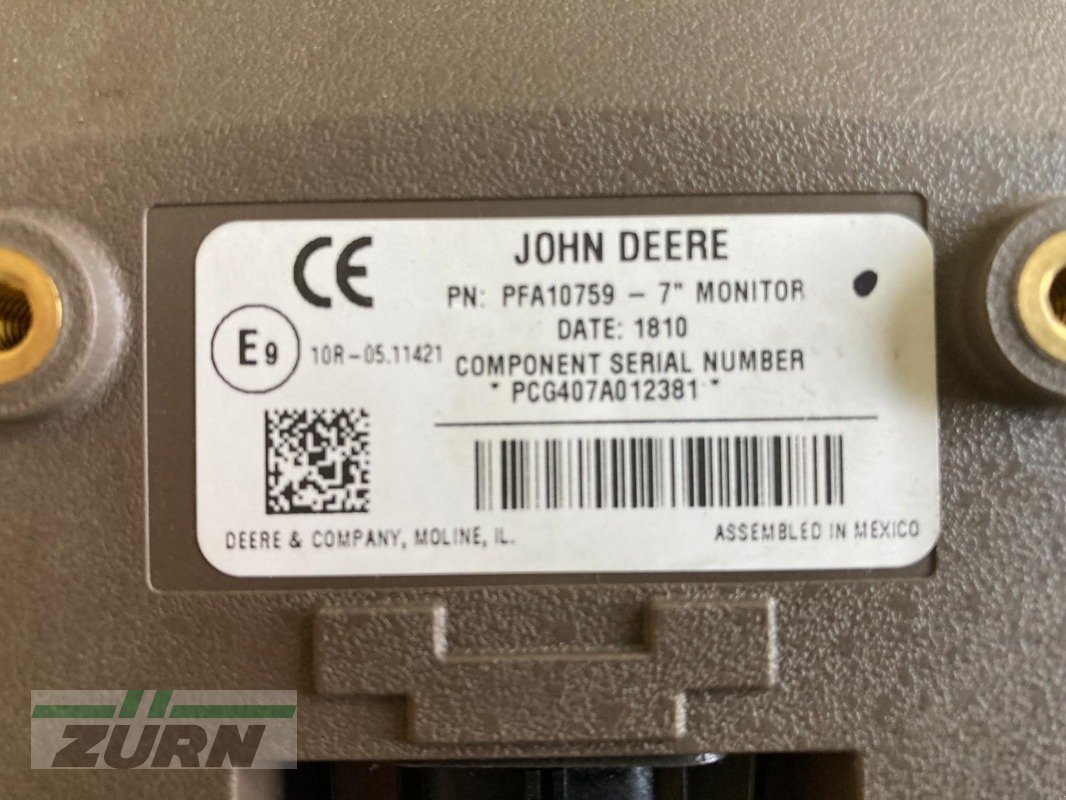 CE
JOHN DEERE
PN: PFA10759 - 7" MONITOR
DATE: 1810
E9 10R-05.11421
COMPONENT SERIAL NUMBER
* PCG407A012381 *
DEERE & COMPANY, MOLINE, IL.
ASSEMBLED IN MEXICO
ZÜRN